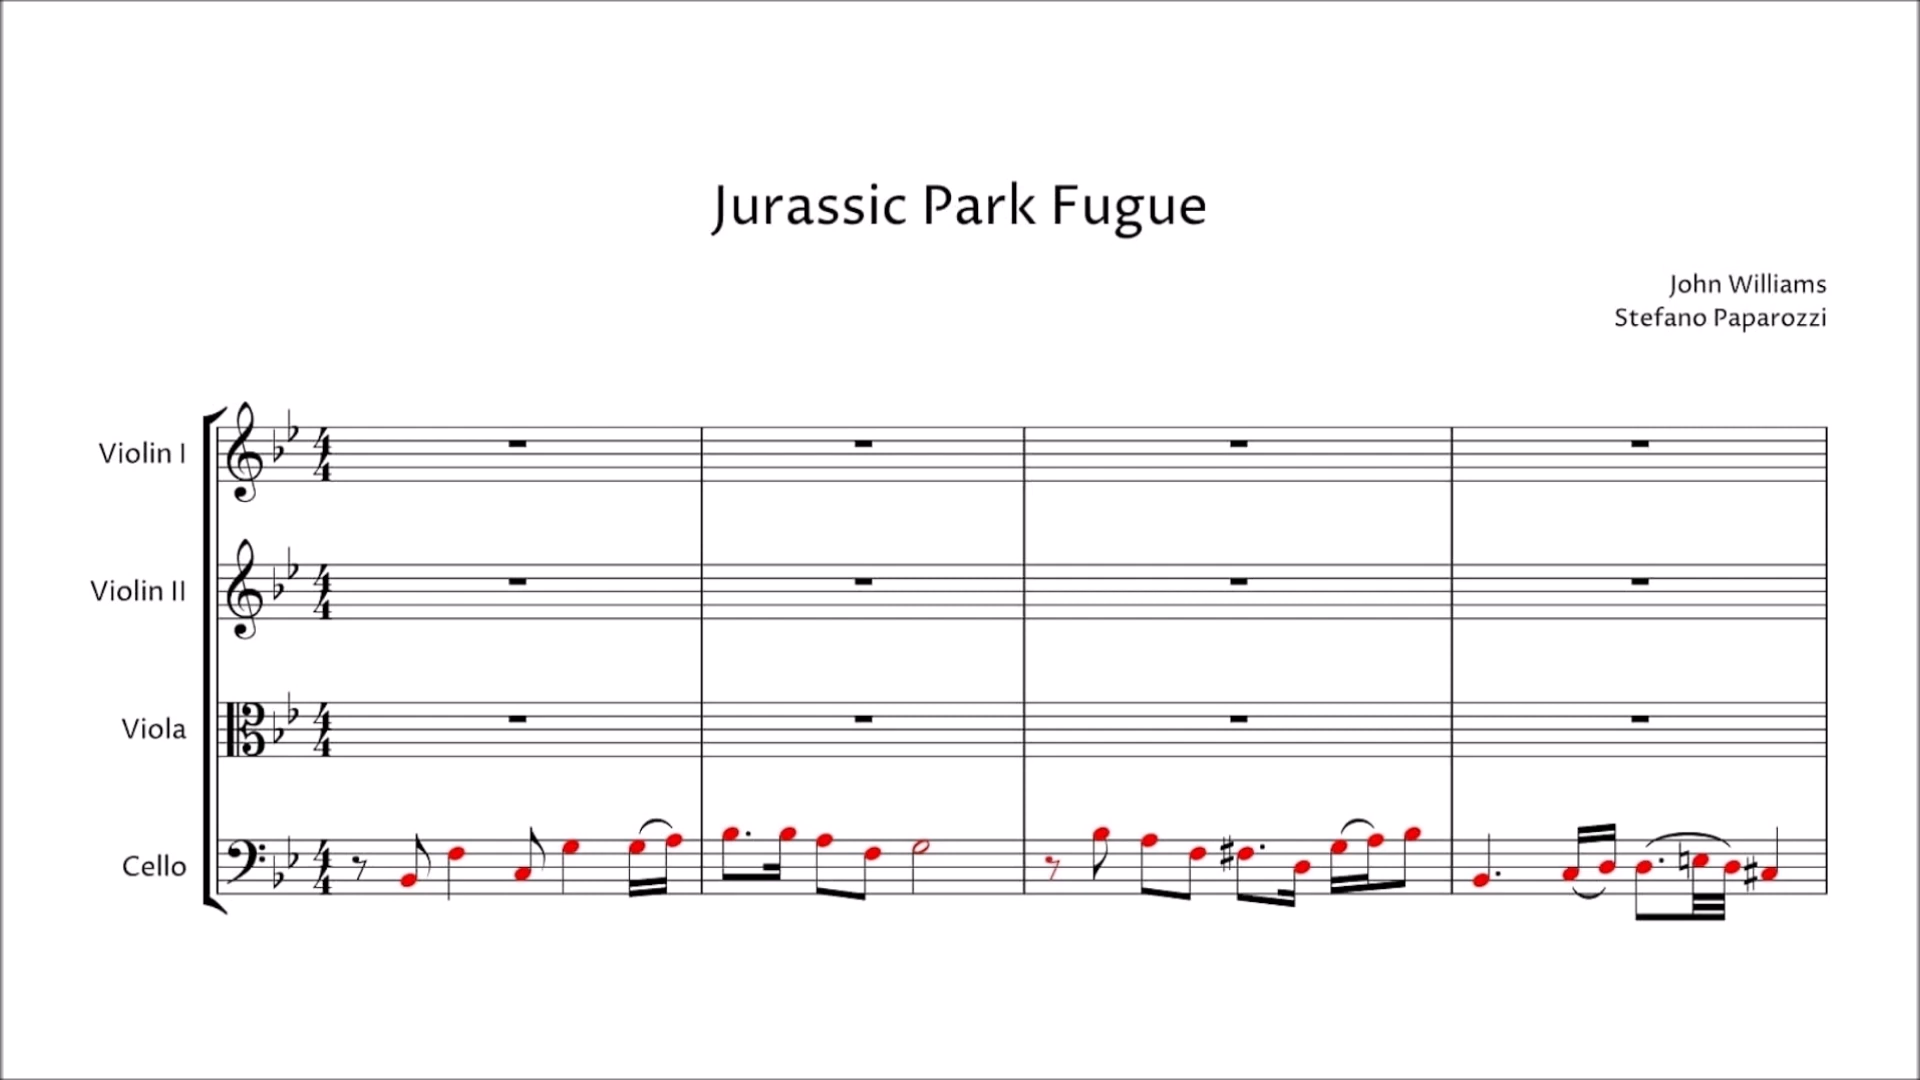 Jurassic Park Fugue
John Williams
Stefano Paparozzi
Violin I
Violin II
Viola
Cello